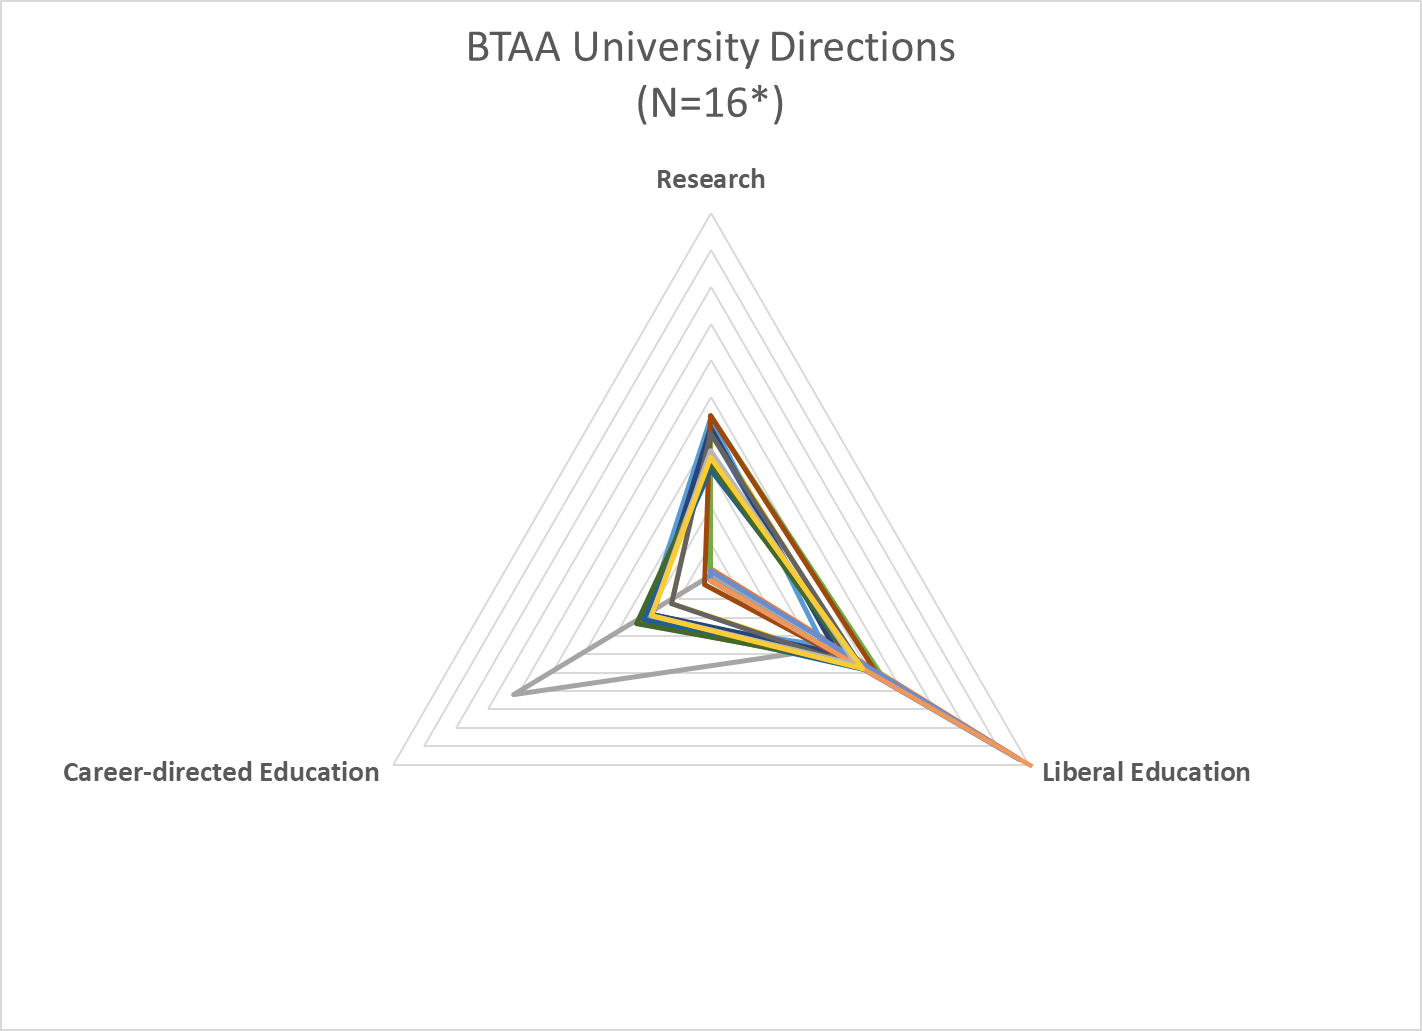 BTAA University Directions
(N=16*)
Research
Career-directed Education
Liberal Education